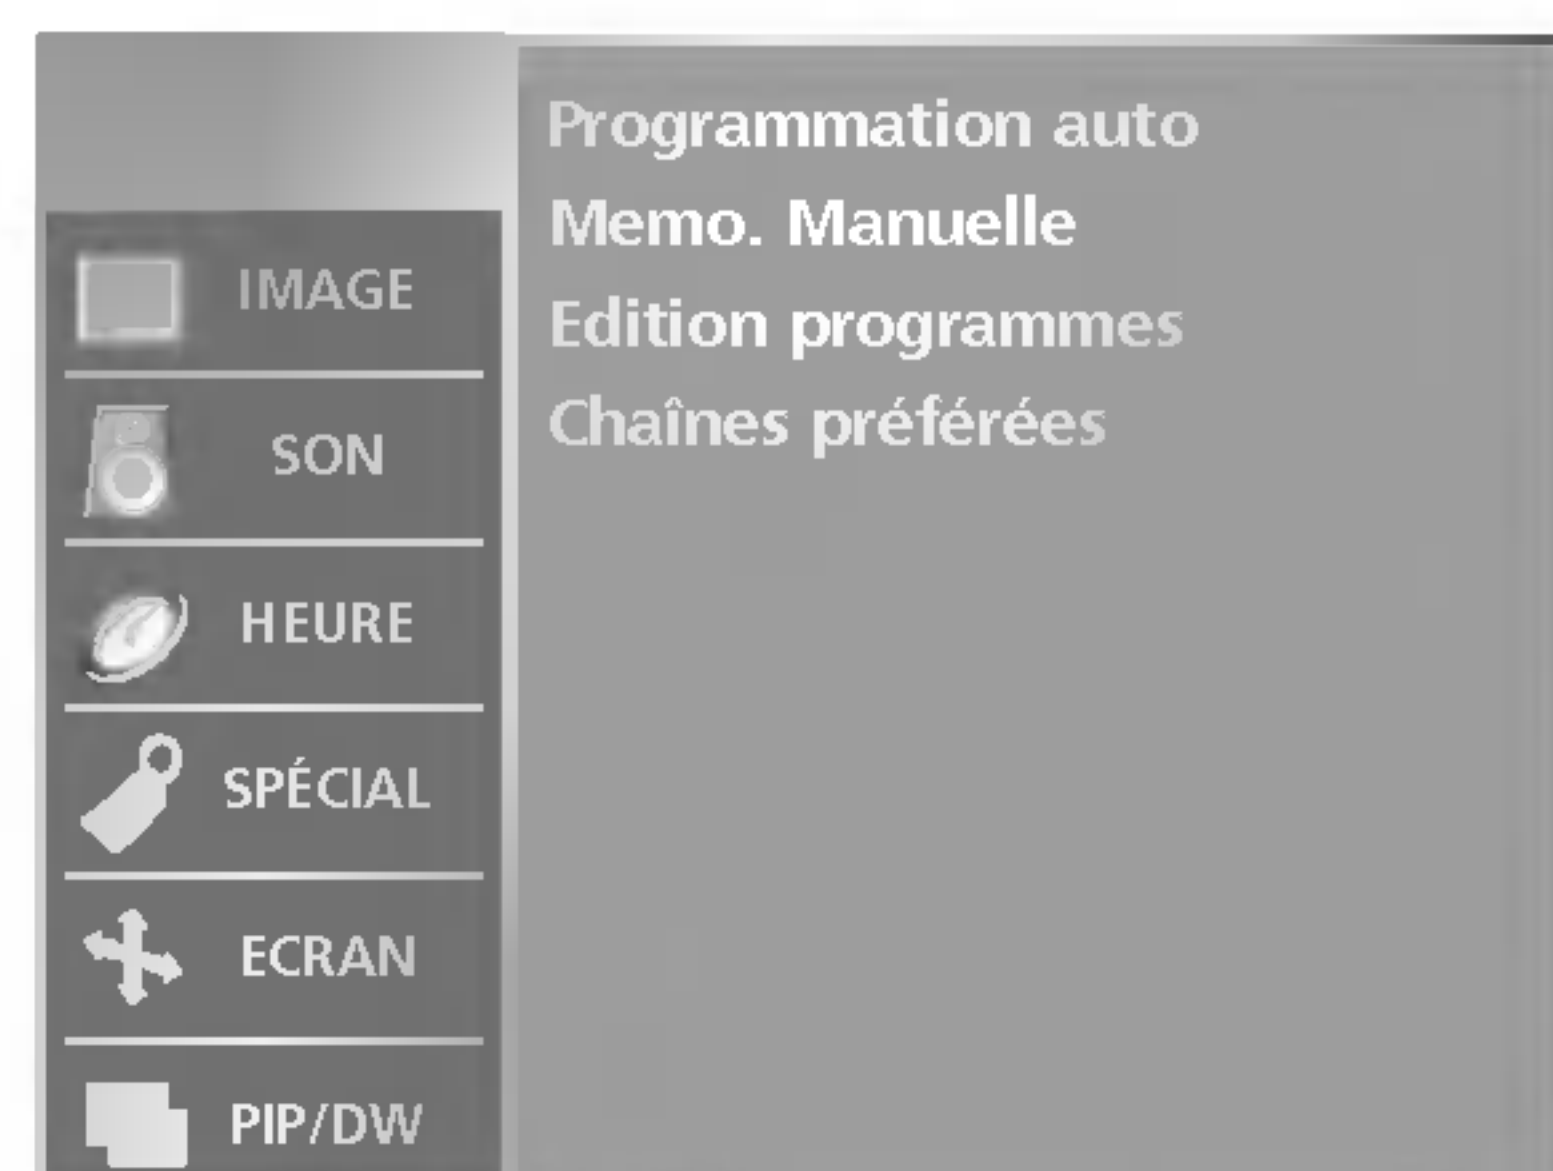 Programmation auto
Memo. Manuelle
Edition programmes
Chaînes préférées
IMAGE
SON
HEURE
SPÉCIAL
ECRAN
PIP/DW